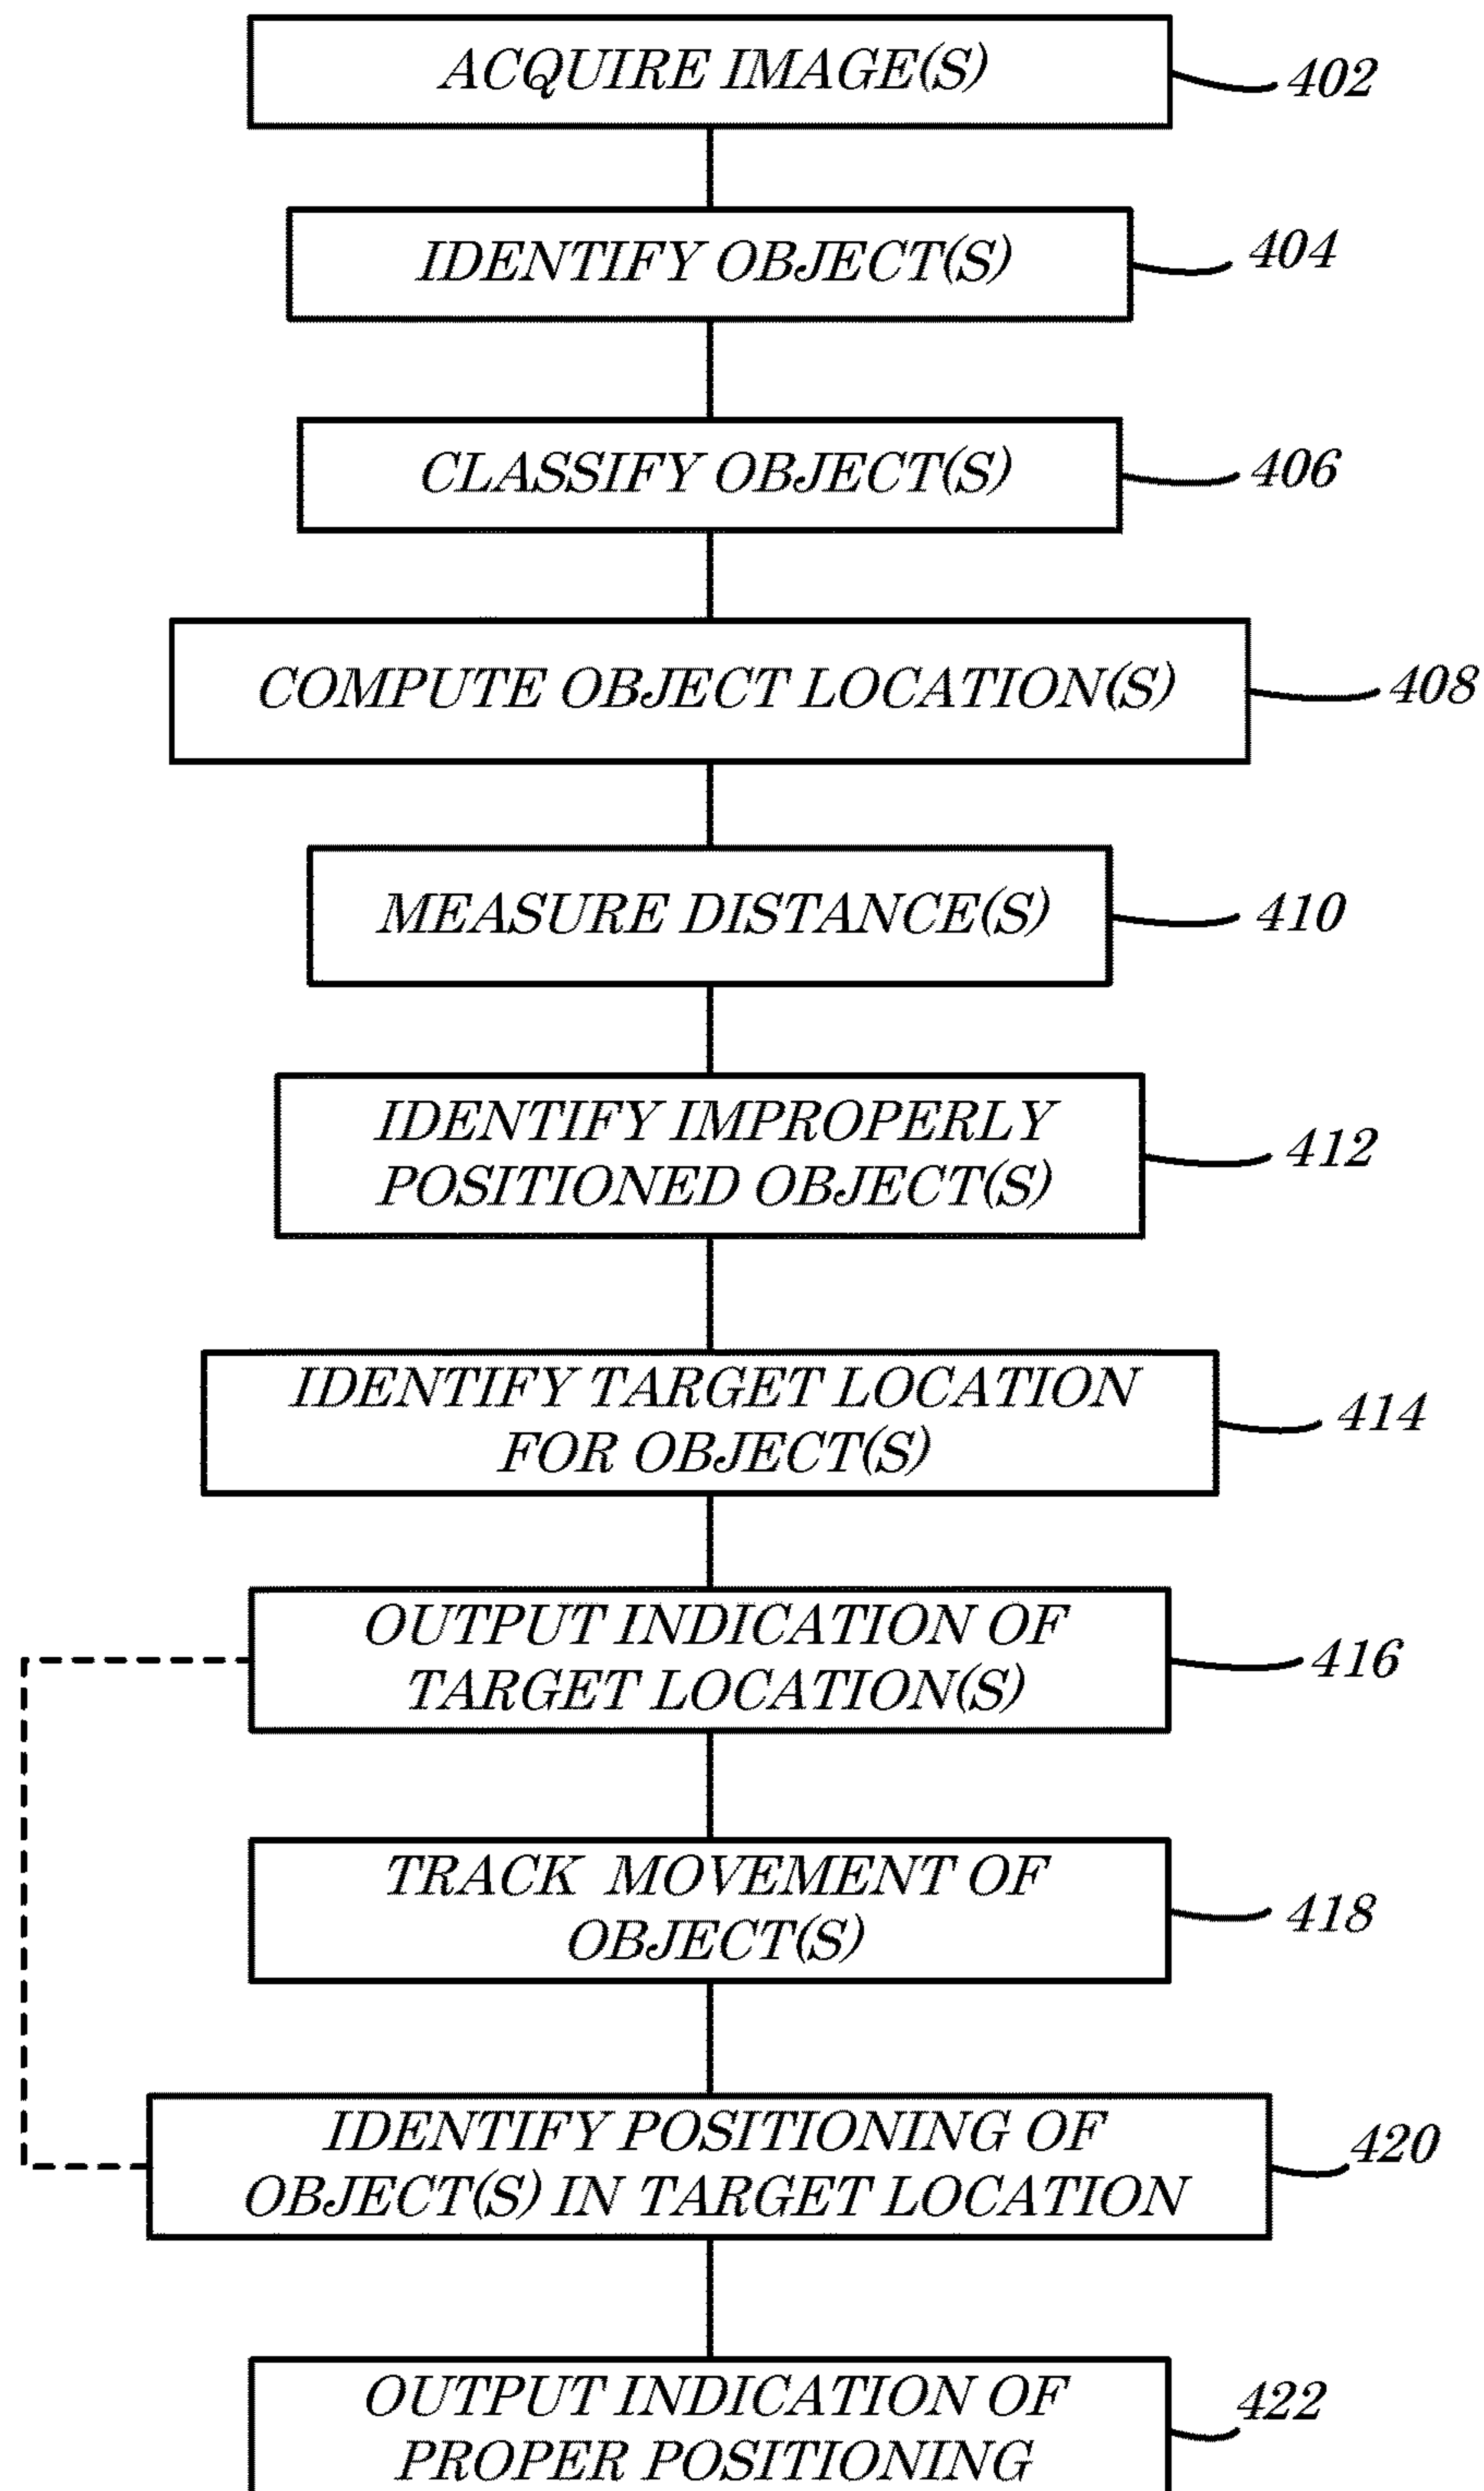 ACQUIRE IMAGE(S)
402
IDENTIFY OBJECT(S)
404
CLASSIFY OBJECT(S)
406
COMPUTE OBJECT LOCATION(S)
408
MEASURE DISTANCE(S)
410
IDENTIFY IMPROPERLY
POSITIONED OBJECT(S)
412
IDENTIFY TARGET LOCATION
FOR OBJECT(S)
414
OUTPUT INDICATION OF
TARGET LOCATION(S)
416
TRACK MOVEMENT OF
OBJECT(S)
418
IDENTIFY POSITIONING OF
OBJECT(S) IN TARGET LOCATION
420
OUTPUT INDICATION OF
PROPER POSITIONING
422